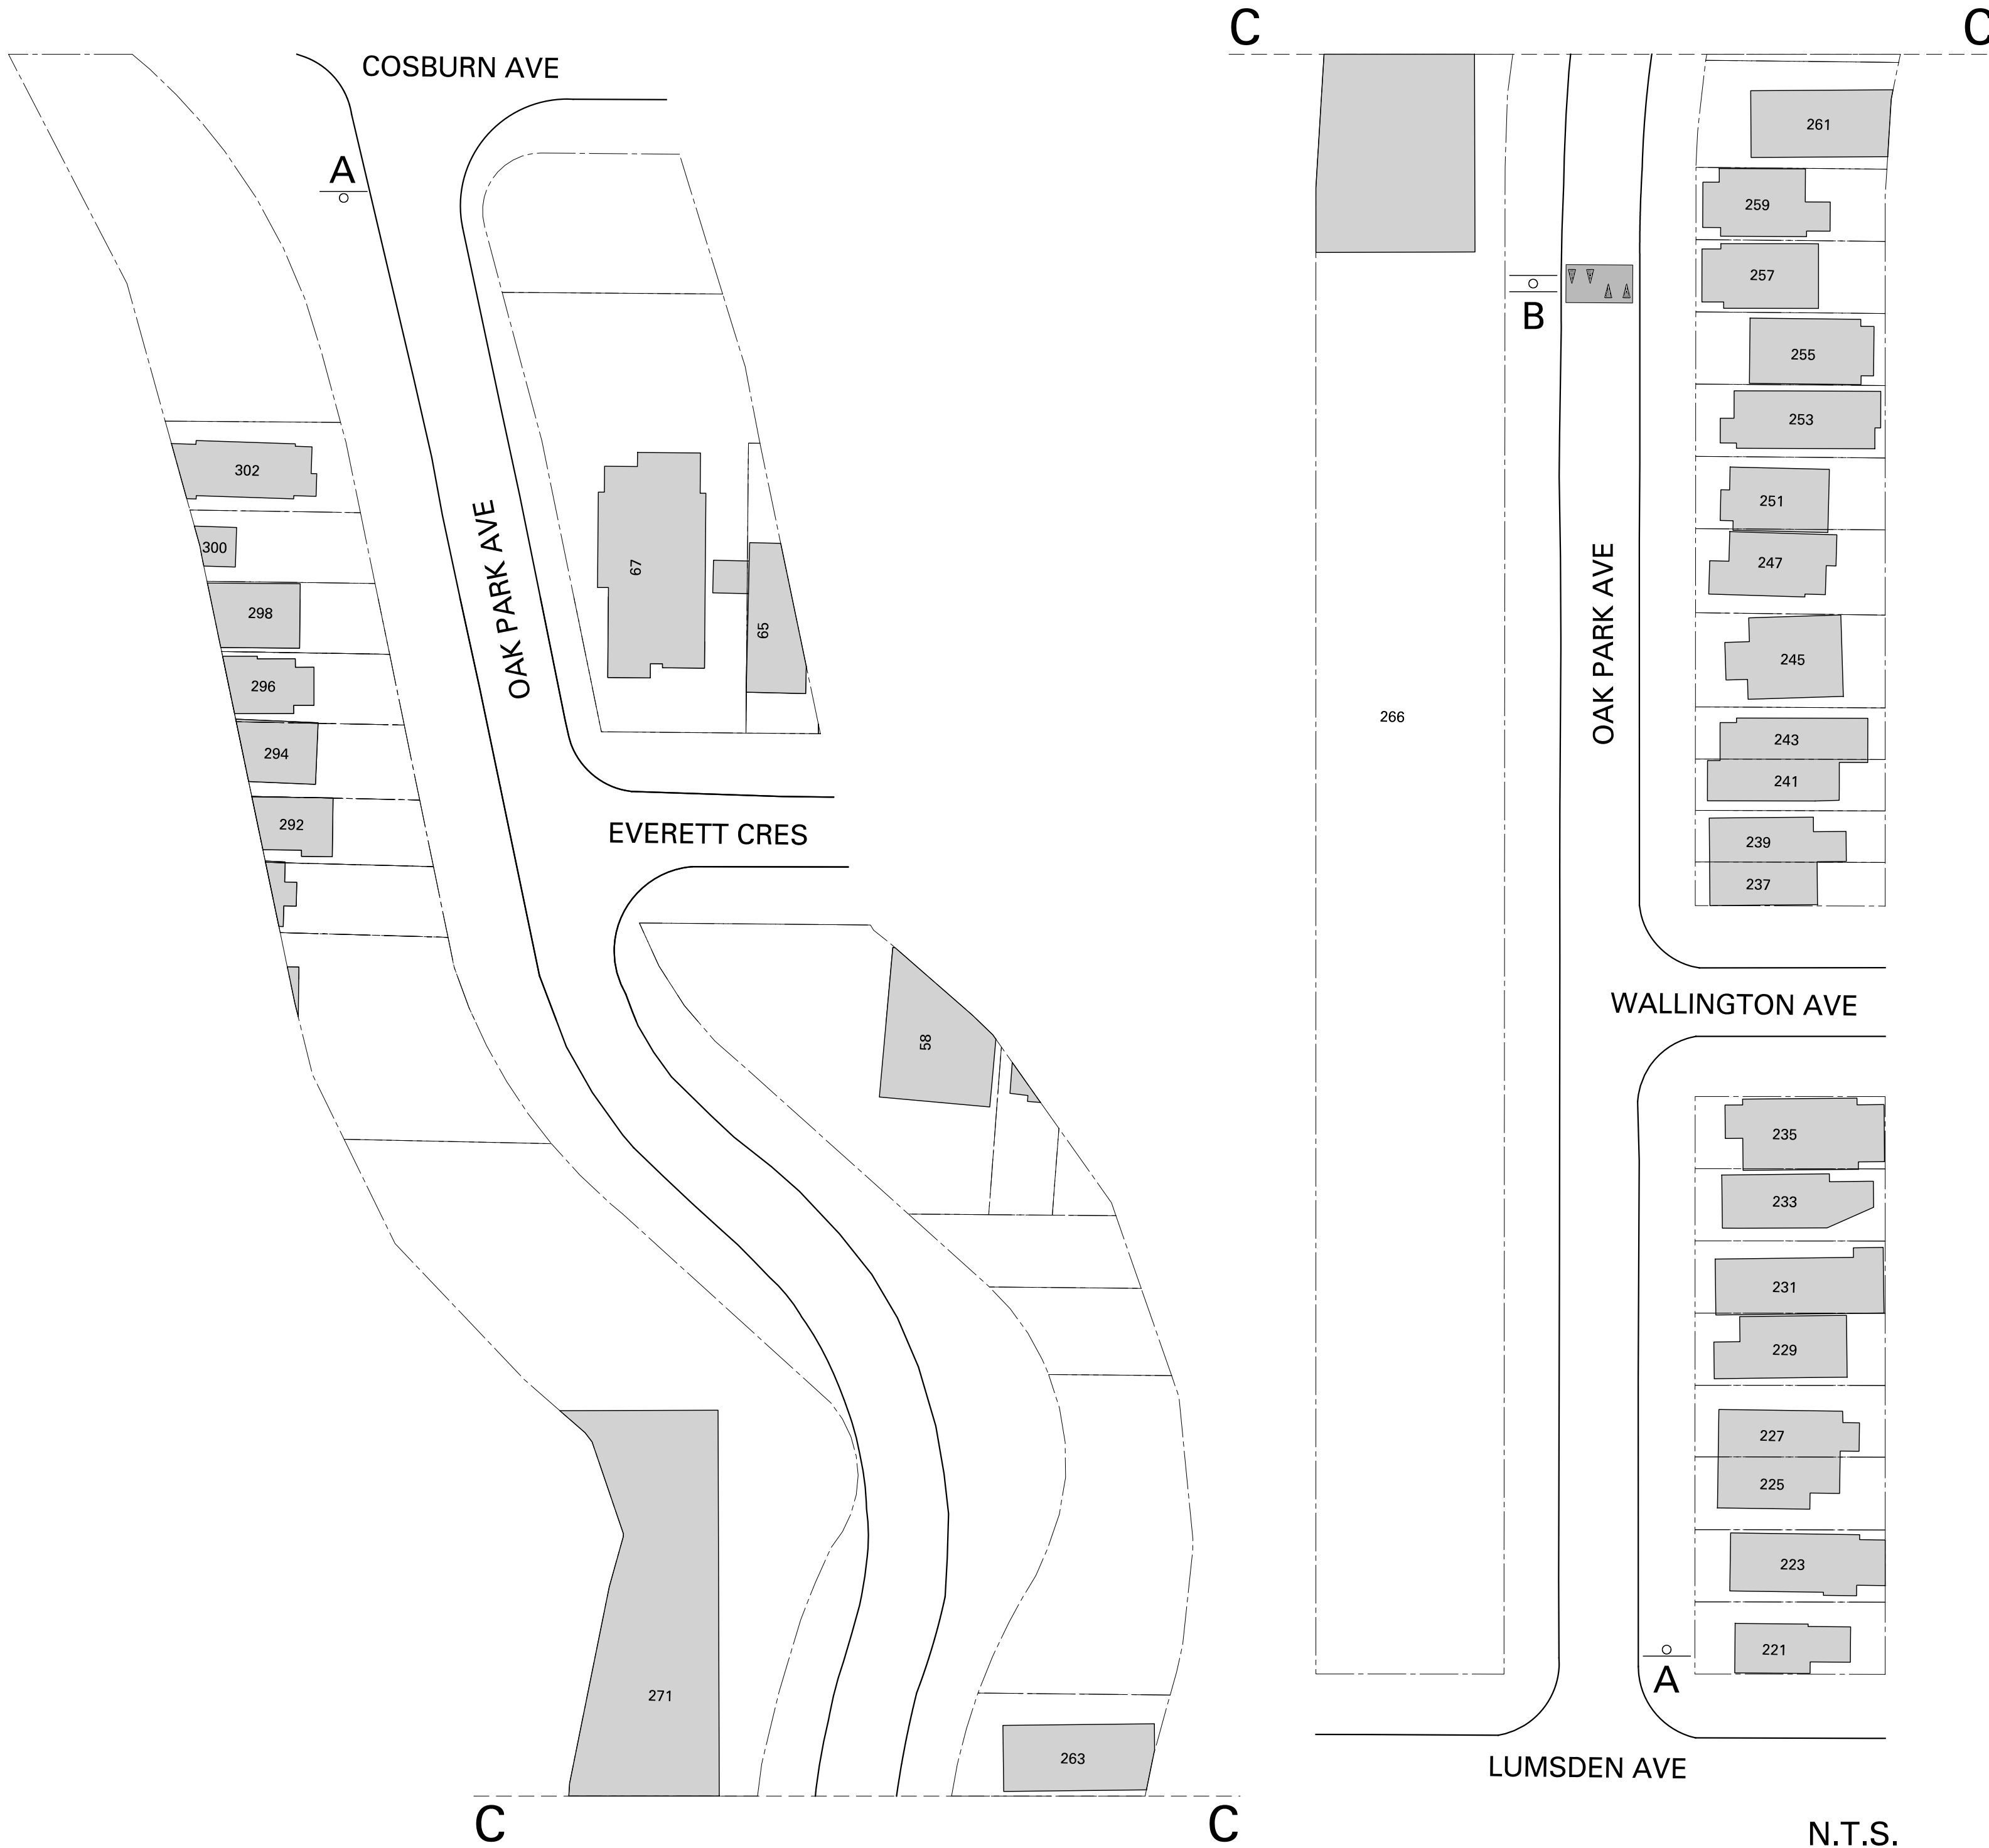 COSBURN AVE
A
302
300
298
296
294
292
OAK PARK AVE
67
65
EVERETT CRES
58
271
263
C
C
C
C
261
259
257
B
255
253
251
247
OAK PARK AVE
245
266
243
241
239
237
WALLINGTON AVE
235
233
231
229
227
225
223
221
A
LUMSDEN AVE
N.T.S.